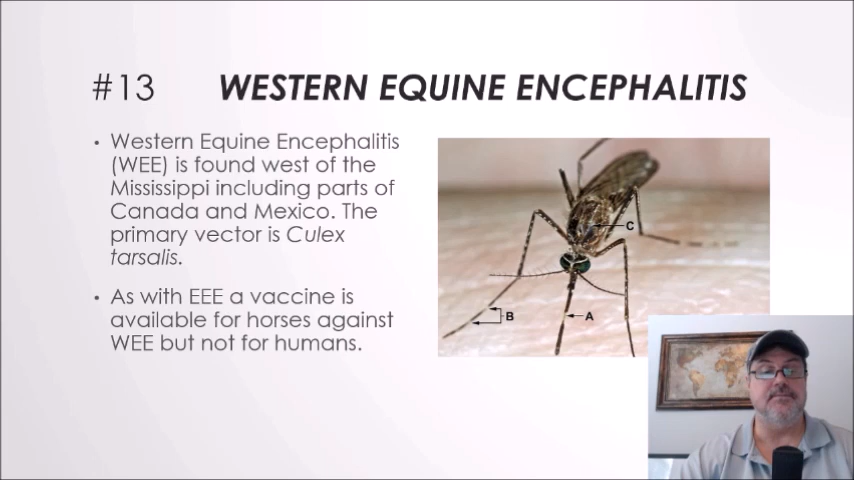 #13 WESTERN EQUINE ENCEPHALITIS
• Western Equine Encephalitis
(WEE) is found west of the
Mississippi including parts of
Canada and Mexico. The
primary vector is Culex
tarsalis.
• As with EEE a vaccine is
available for horses against
WEE but not for humans.
C
B
A